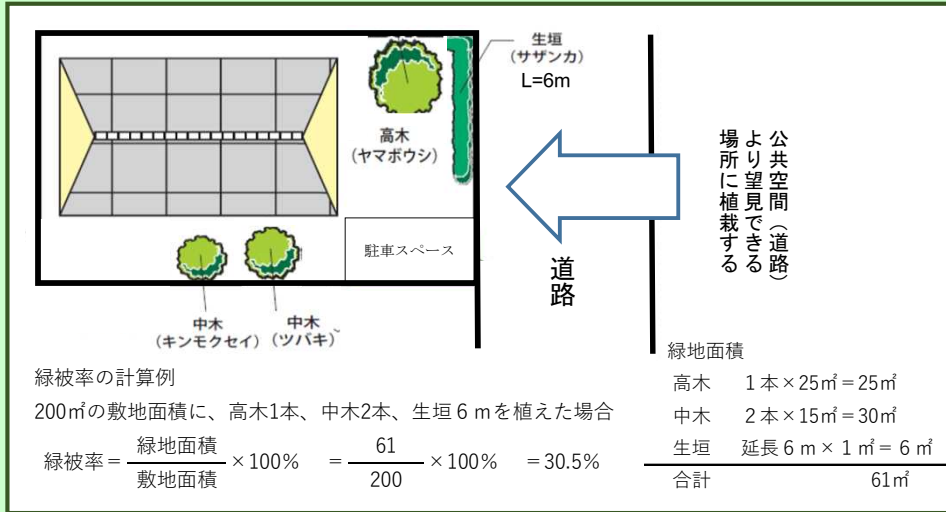 生垣
(サザンカ)
L=6m
高木
(ヤマボウシ)
駐車スペース
中木
(キンモクセイ)
中木
(ツバキ)
道路
公共空間(道路)
より望見できる
場所に植栽する
緑被率の計算例
200㎡の敷地面積に、高木1本、中木2本、生垣6mを植えた場合
緑被率=緑地面積/敷地面積×100% =61/200×100% =30.5%
緑地面積
高木 1本×25㎡=25㎡
中木 2本×15㎡=30㎡
生垣 延長6m×1㎡=6㎡
合計 61㎡